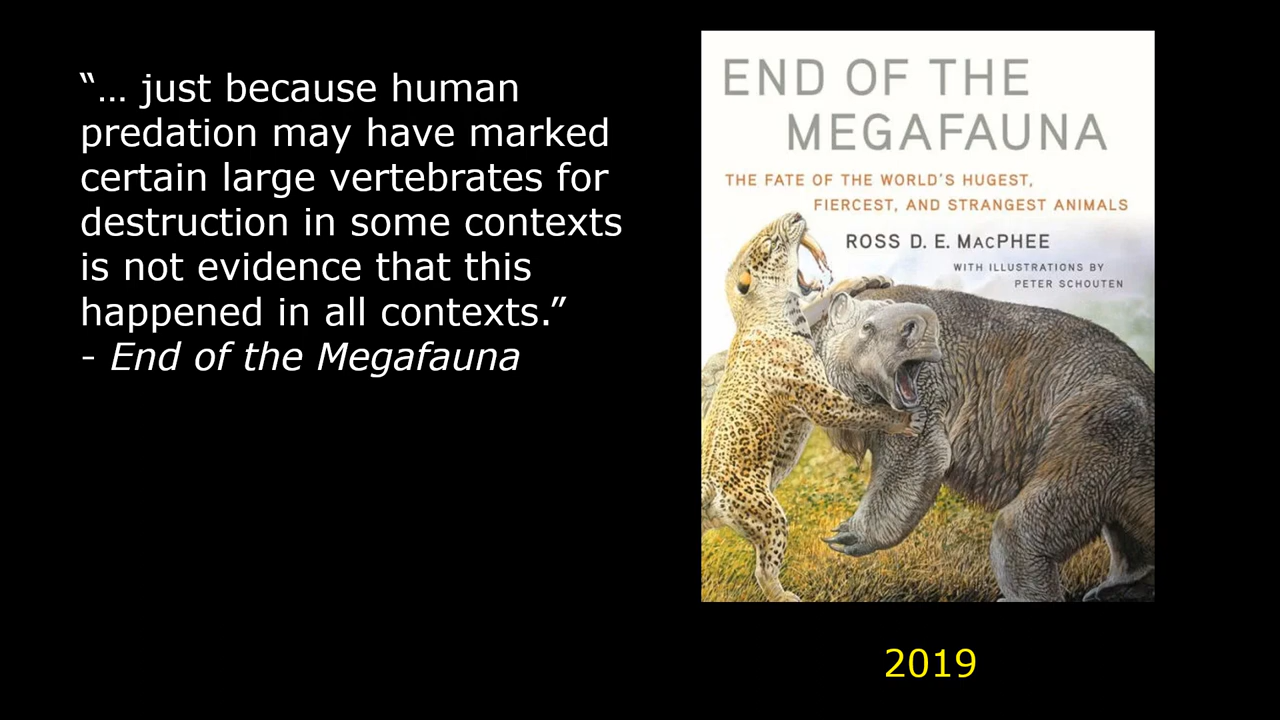 “… just because human
predation may have marked
certain large vertebrates for
destruction in some contexts
is not evidence that this
happened in all contexts.”
- End of the Megafauna
END OF THE
MEGAFAUNA
THE FATE OF THE WORLD’S HUGEST,
FIERCEST, AND STRANGEST ANIMALS
ROSS D. E. MACPHEE
WITH ILLUSTRATIONS BY
PETER SCHOUTEN
2019